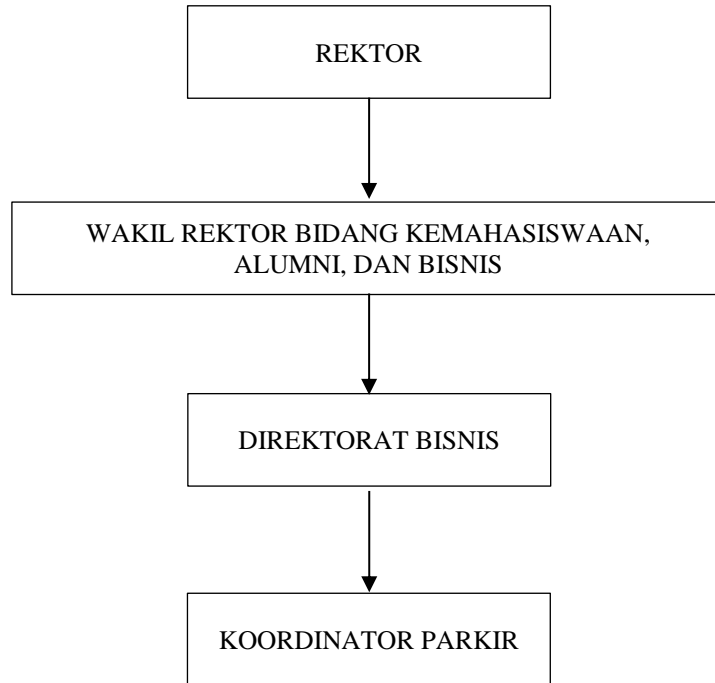 REKTOR
WAKIL REKTOR BIDANG KEMAHASISWAAN,
ALUMNI, DAN BISNIS
DIREKTORAT BISNIS
KOORDINATOR PARKIR